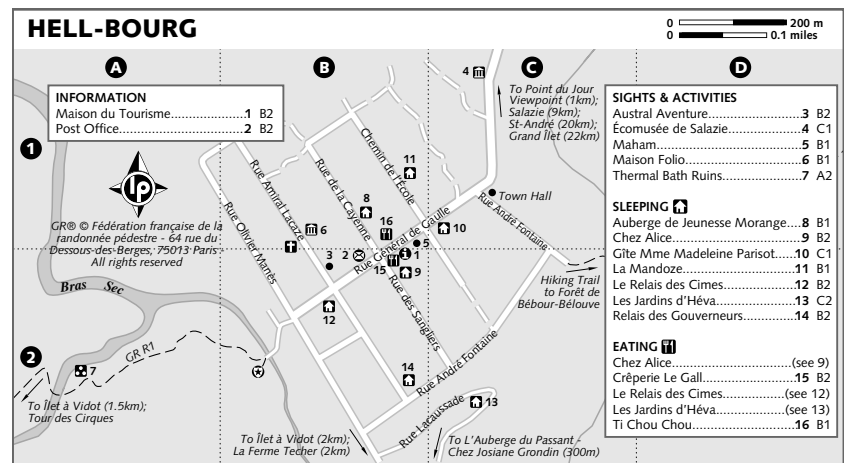 HELL-BOURG
0 200 m
0 0.1 miles
A B C D
1
2
INFORMATION
Maison du Tourisme 1 B2
Post Office 2 B2
SIGHTS & ACTIVITIES
Austral Aventure 3 B2
Écomusée de Salazie 4 C1
Maham 5 B1
Maison Folio 6 B1
Thermal Bath Ruins 7 A2
SLEEPING
Auberge de Jeunesse Morange 8 B1
Chez Alice 9 B2
Gîte Mme Madeleine Parisot 10 C1
La Mandoze 11 B1
Le Relais des Cimes 12 B2
Les Jardins d'Héva 13 C2
Relais des Gouverneurs 14 B2
EATING
Chez Alice (see 9)
Crêperie Le Gall 15 B2
Le Relais des Cimes (see 12)
Les Jardins d'Héva (see 13)
Ti Chou Chou 16 B1
lp
GR® © Fédération française de la
randonnée pédestre - 64 rue du
Dessous-des-Berges, 75013 Paris -
All rights reserved
4
To Point du Jour
Viewpoint (1km);
Salazie (9km);
St-André (20km);
Grand Îlet (22km)
Chemin de l'École
Rue de la Cayenne
Rue Amiral Lacaze
Rue Olivier Manès
11
8
16
6
Rue Général de Gaulle
Town Hall
Rue André Fontaine
10
5
3
2
1
15
9
Rue des Sangliers
12
Hiking Trail
to Forêt de
Bébour-Bélouve
Bras Sec
GR R1
7
To Îlet à Vidot (1.5km);
Tour des Cirques
14
Rue André Fontaine
13
Rue Lacaussade
To Îlet à Vidot (2km);
La Ferme Techer (2km)
To L'Auberge du Passant -
Chez Josiane Grondin (300m)